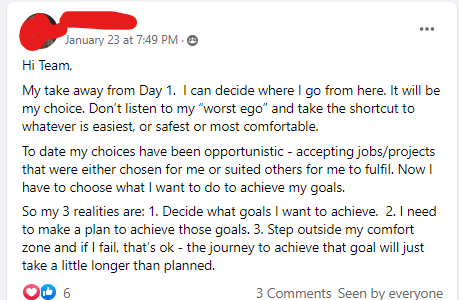 January 23 at 7:49 PM ·
Hi Team,
My take away from Day 1.  I can decide where I go from here. It will be
my choice. Don't listen to my “worst ego” and take the shortcut to
whatever is easiest, or safest or most comfortable.
To date my choices have been opportunistic - accepting jobs/projects
that were either chosen for me or suited others for me to fulfil. Now I
have to choose what I want to do to achieve my goals.
So my 3 realities are: 1. Decide what goals I want to achieve.  2. I need
to make a plan to achieve those goals. 3. Step outside my comfort
zone and if I fail, that's ok - the journey to achieve that goal will just
take a little longer than planned.
6
3 Comments  Seen by everyone